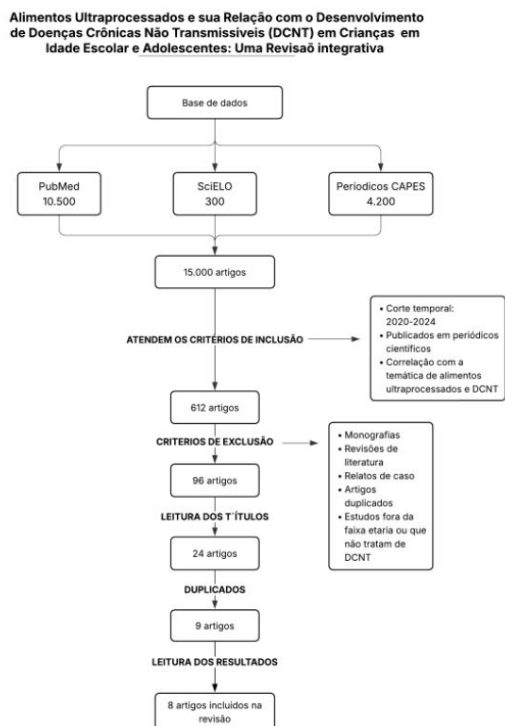 Alimentos Ultraprocessados e sua Relação com o Desenvolvimento
de Doenças Crônicas Não Transmissiveis (DCNT) em Crianças em
Idade Escolar e Adolescentes: Uma Revisaõ integrativa
Base de dados
PubMed
10.500
SciELO
300
Períodicos CAPES
4.200
15.000 artigos
ATENDEM OS CRITÉRIOS DE INCLUSÃO
• Corte temporal:
2020-2024
• Publicados em periódicos
científicos
• Correlação com a
temática de alimentos
ultraprocessados e DCNT
612 artigos
CRITERIOS DE EXCLUSÃO
• Monografias
• Revisões de
literatura
• Relatos de caso
• Artigos
duplicados
• Estudos fora da
faixa etaria ou que
não tratam de
DCNT
96 artigos
LEITURA DOS T´ÍTULOS
24 artigos
DUPLICADOS
9 artigos
LEITURA DOS RESULTADOS
8 artigos incluidos na
revisão